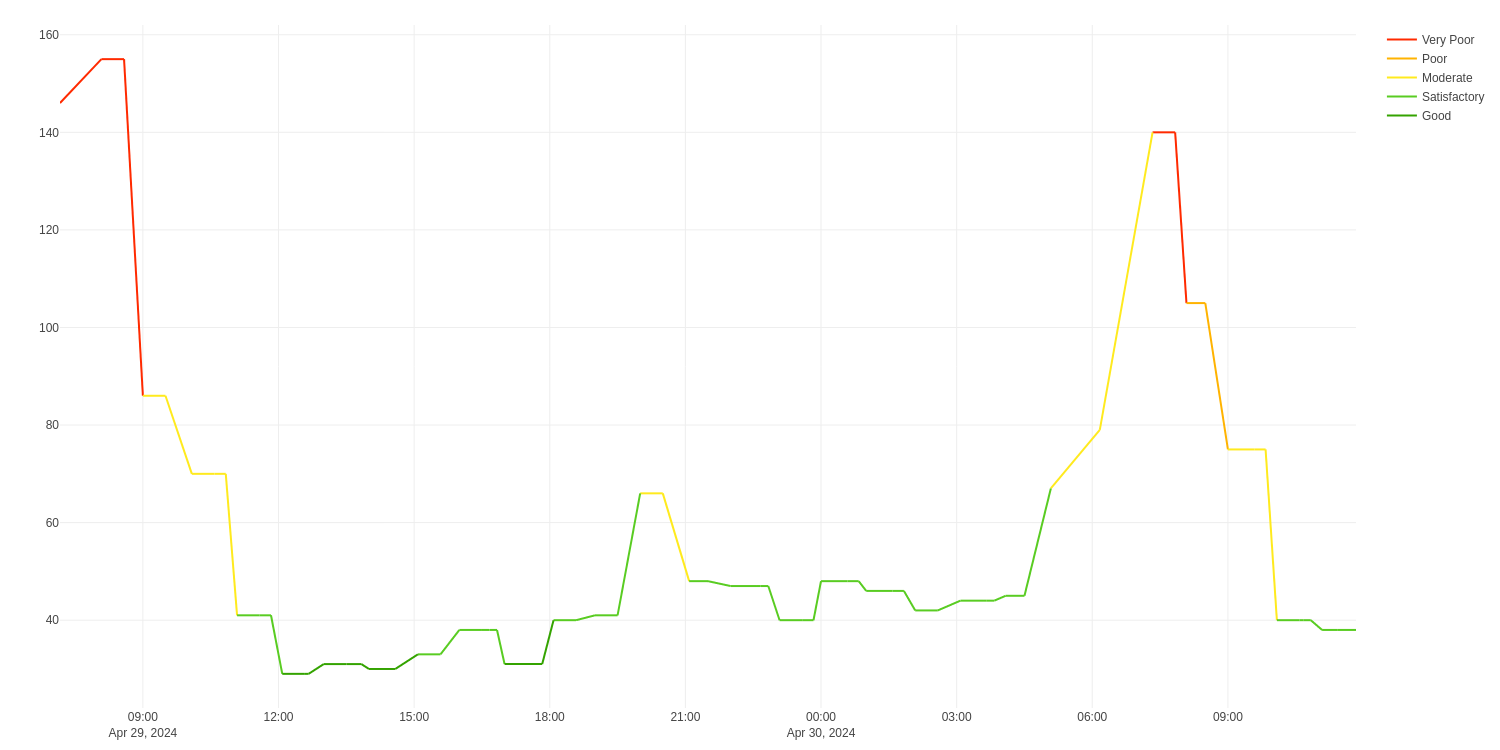 160
140
120
100
80
60
40
09:00
Apr 29, 2024
12:00
15:00
18:00
21:00
00:00
Apr 30, 2024
03:00
06:00
09:00
Very Poor
Poor
Moderate
Satisfactory
Good